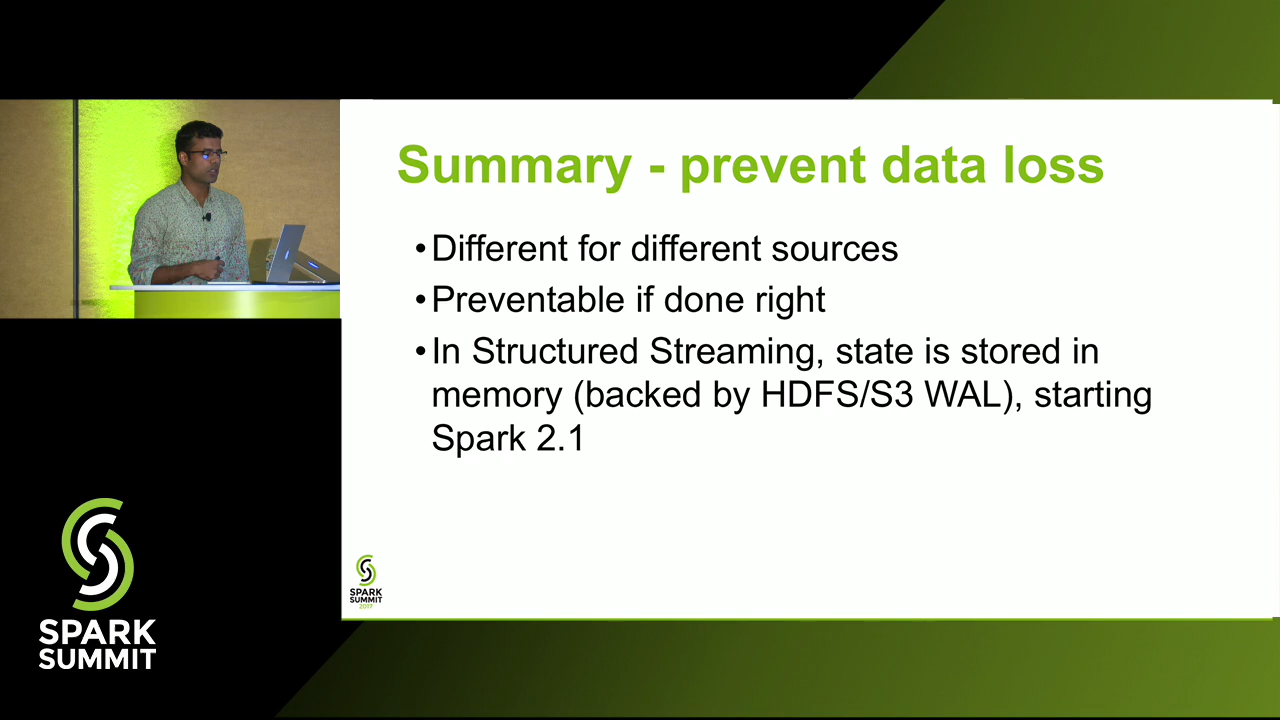 Summary - prevent data loss
•Different for different sources
•Preventable if done right
•In Structured Streaming, state is stored in
memory (backed by HDFS/S3 WAL), starting
Spark 2.1
SPARK
SUMMIT
2017
SPARK
SUMMIT